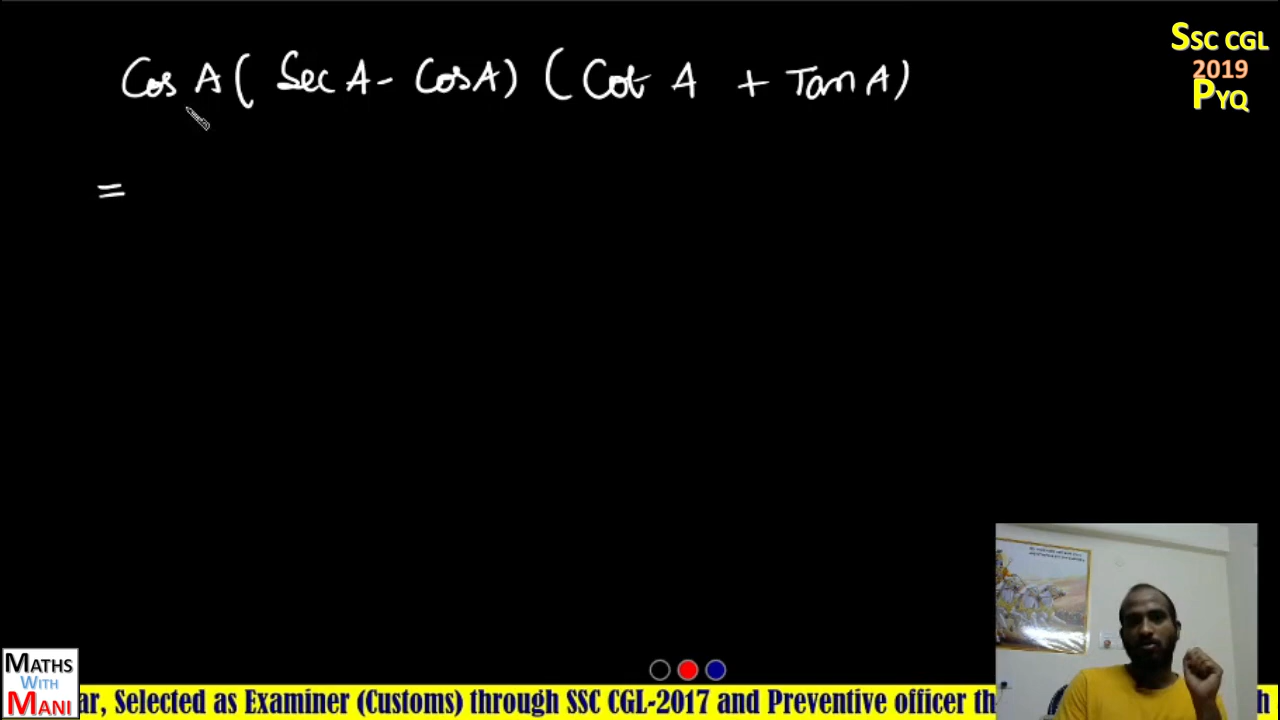 Cos A ( Sec A - Cos A) ( Cot A + Tan A)
=
SSC CGL
2019
PYQ
MATHS
WITH
MANI
ar, Selected as Examiner (Customs) through SSC CGL-2017 and Preventive officer th
h